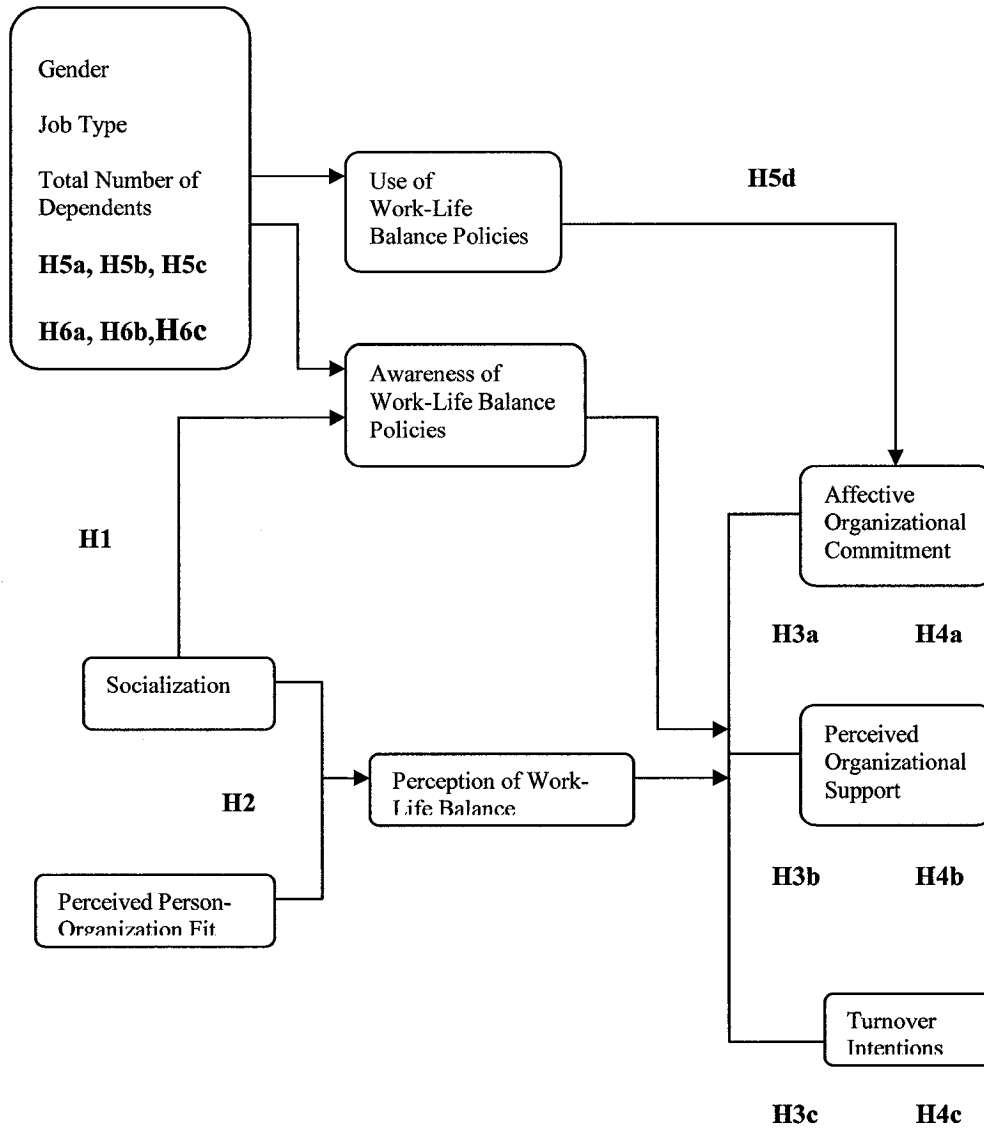 Gender
Job Type
Total Number of
Dependents
H5a, H5b, H5c
H6a, H6b,H6c
Use of
Work-Life
Balance Policies
H5d
Awareness of
Work-Life Balance
Policies
H1
Affective
Organizational
Commitment
H3a H4a
Socialization
H2
Perception of Work-
Life Balance
Perceived
Organizational
Support
H3b H4b
Perceived Person-
Organization Fit
Turnover
Intentions
H3c H4c